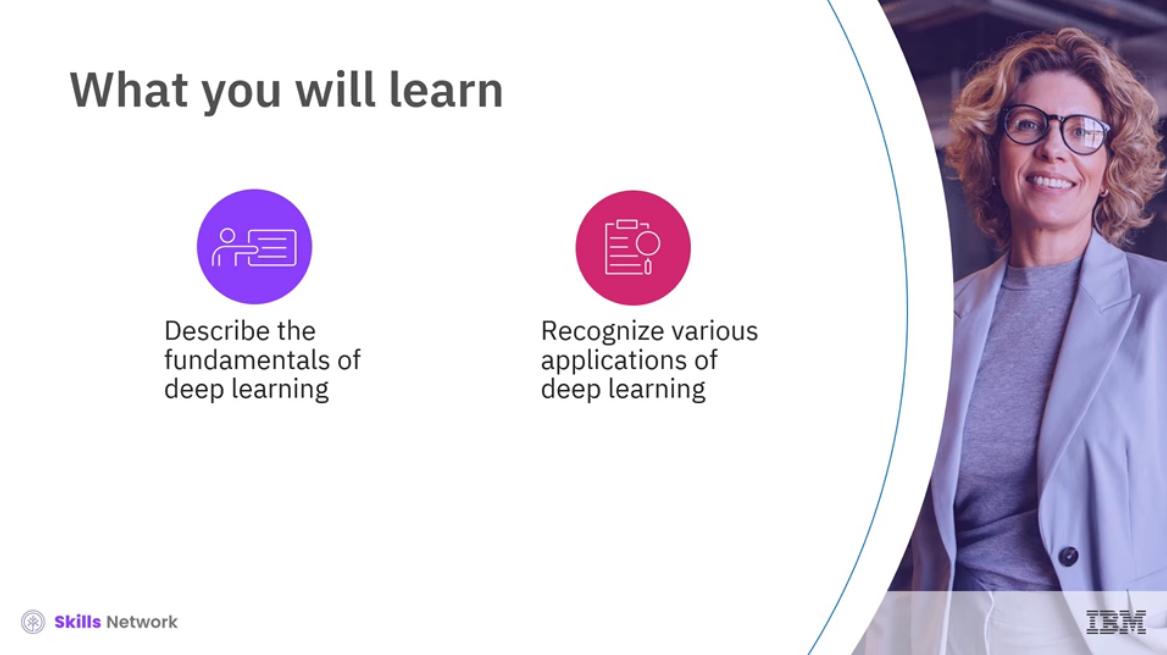 What you will learn
Describe the
fundamentals of
deep learning
Recognize various
applications of
deep learning
Skills Network
IBM